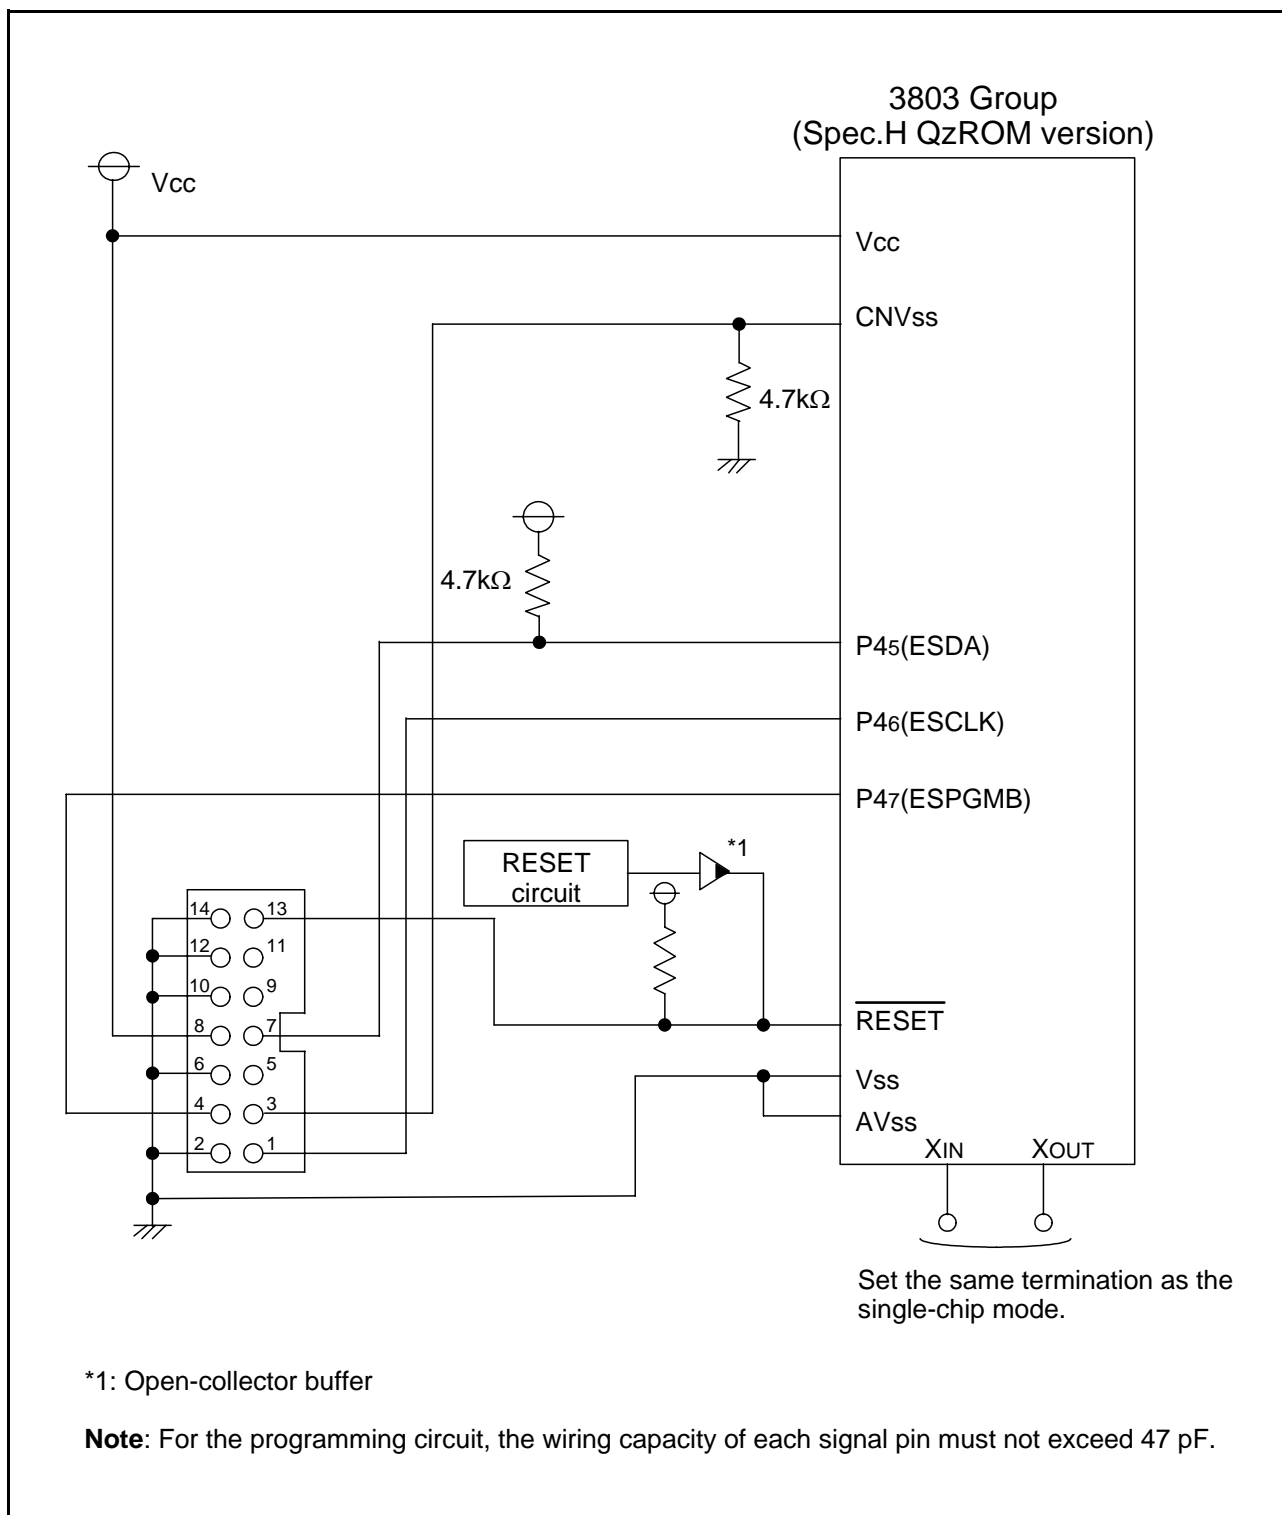 3803 Group
(Spec.H QzROM version)
Vcc
Vcc
CNVss
4.7kΩ
4.7kΩ
P45(ESDA)
P46(ESCLK)
P47(ESPGMB)
RESET
circuit
*1
14 13
12 11
10 9
8 7
6 5
4 3
2 1
RESET
Vss
AVss
XIN XOUT
Set the same termination as the
single-chip mode.
*1: Open-collector buffer
Note: For the programming circuit, the wiring capacity of each signal pin must not exceed 47 pF.